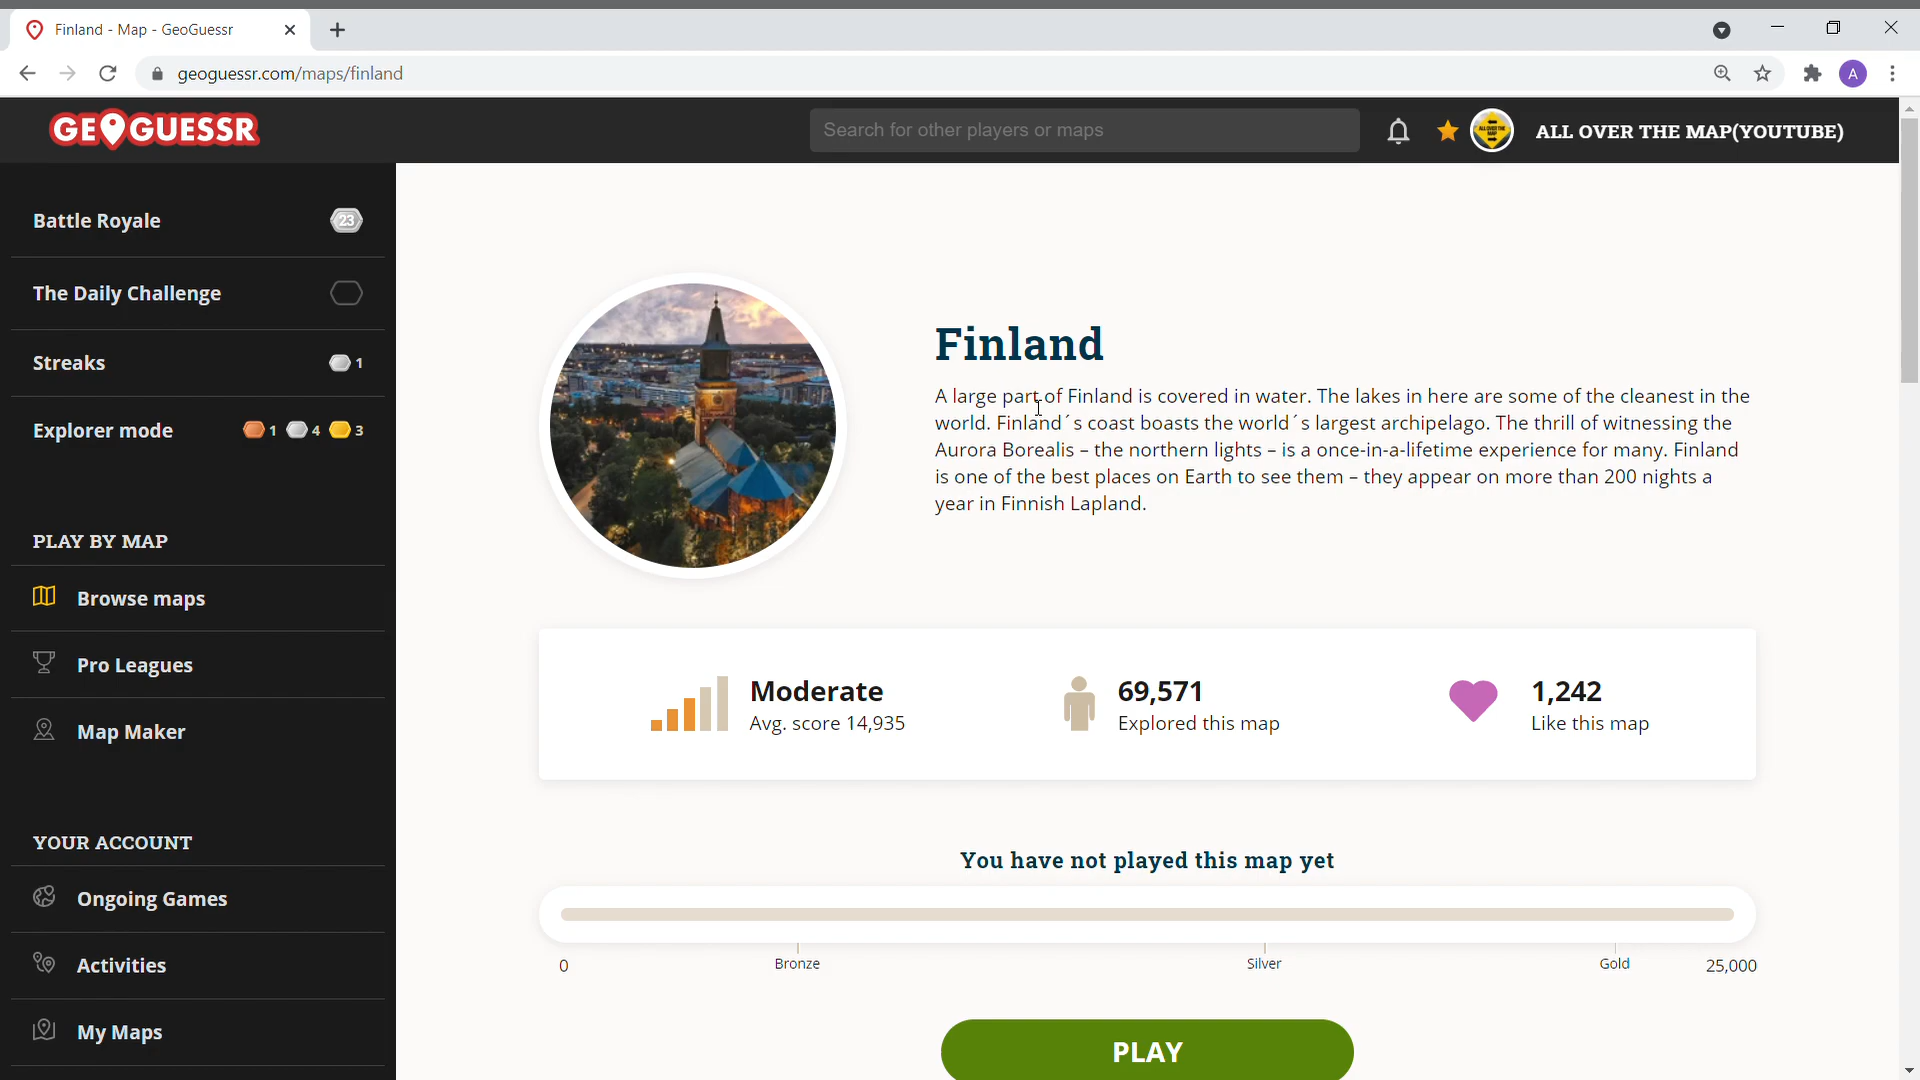 Finland - Map - GeoGuessr
geoguessr.com/maps/finland
A
GEOGUESSR
Search for other players or maps
ALL OVER THE MAP
ALL OVER THE MAP(YOUTUBE)
Battle Royale
23
The Daily Challenge
Streaks
1
Explorer mode
1
4
3
PLAY BY MAP
Browse maps
Pro Leagues
Map Maker
YOUR ACCOUNT
Ongoing Games
Activities
My Maps
Finland
A large part of Finland is covered in water. The lakes in here are some of the cleanest in the
world. Finland´s coast boasts the world´s largest archipelago. The thrill of witnessing the
Aurora Borealis – the northern lights – is a once-in-a-lifetime experience for many. Finland
is one of the best places on Earth to see them – they appear on more than 200 nights a
year in Finnish Lapland.
Moderate
Avg. score 14,935
69,571
Explored this map
1,242
Like this map
You have not played this map yet
0
Bronze
Silver
Gold
25,000
PLAY